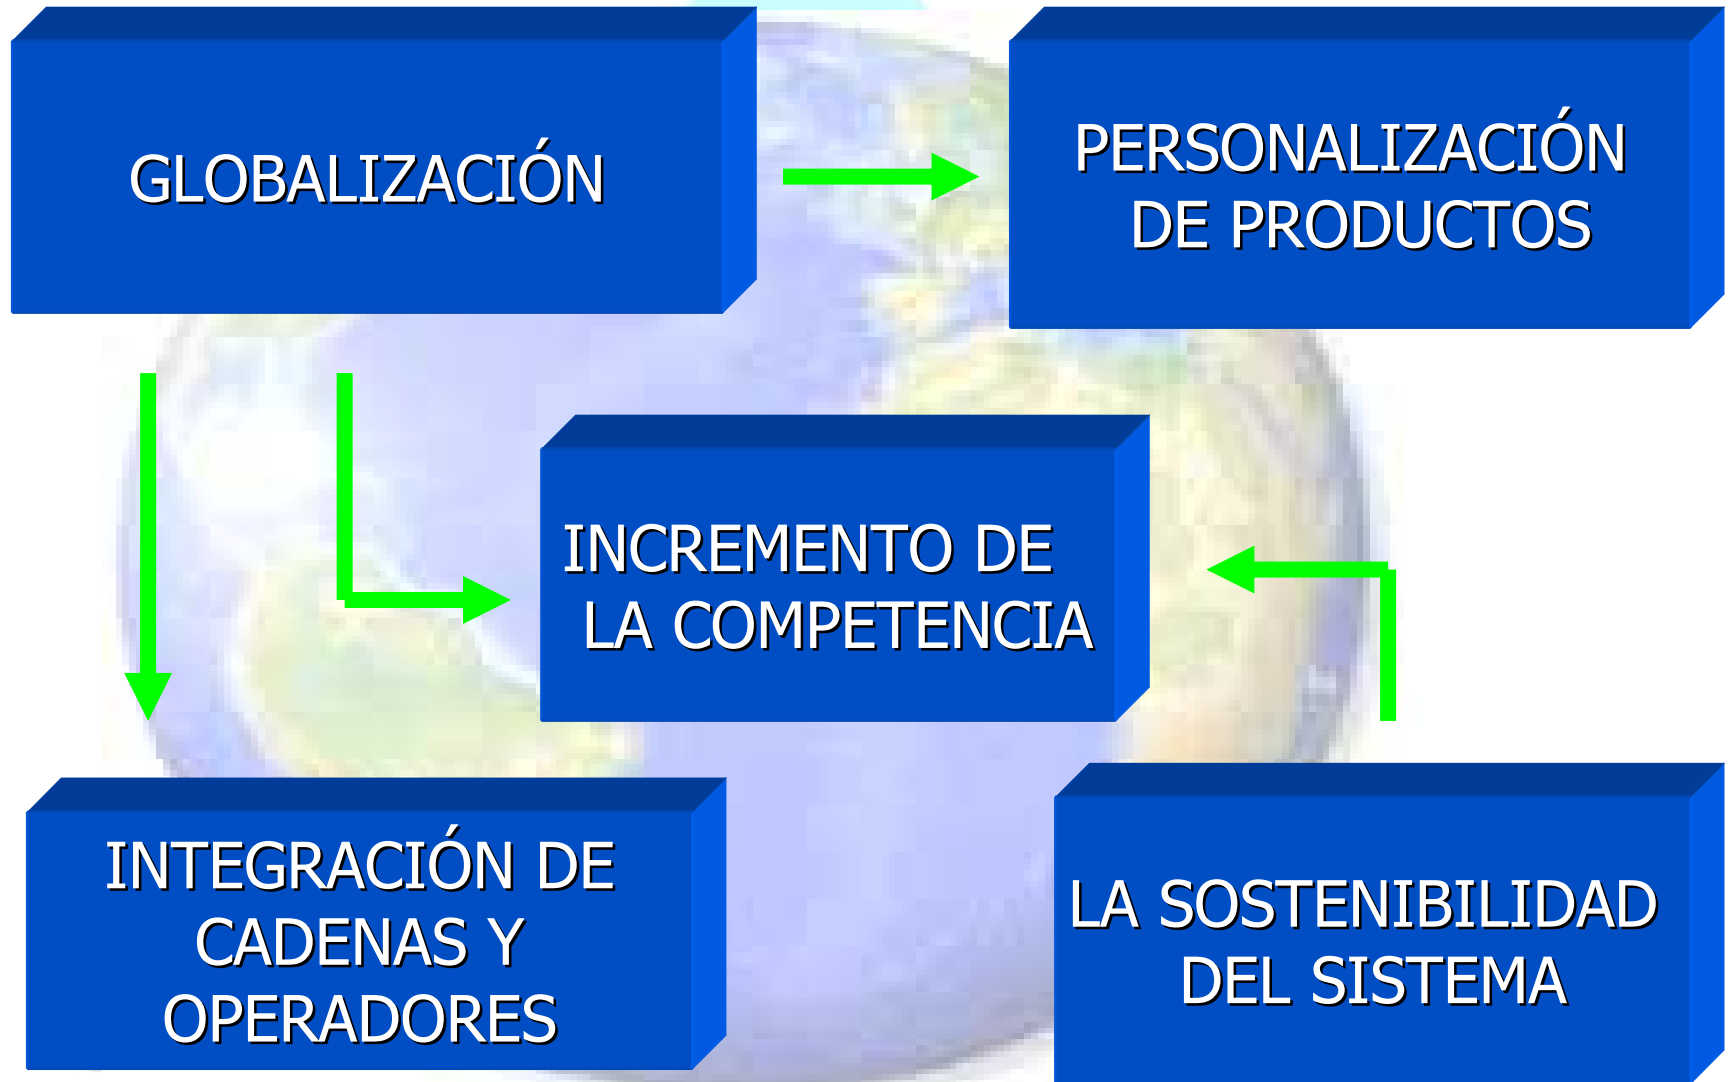 GLOBALIZACIÓN
PERSONALIZACIÓN
DE PRODUCTOS
INCREMENTO DE
LA COMPETENCIA
INTEGRACIÓN DE
CADENAS Y
OPERADORES
LA SOSTENIBILIDAD
DEL SISTEMA